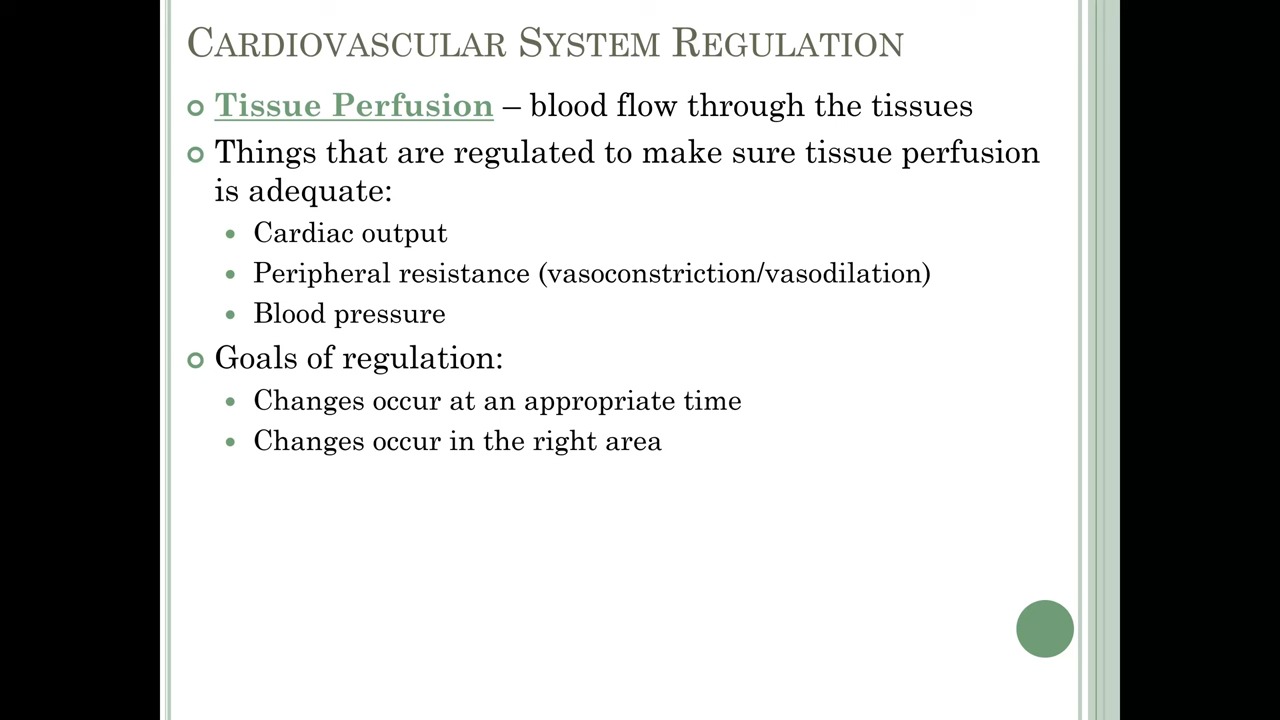 Cardiovascular System Regulation
Tissue Perfusion – blood flow through the tissues
Things that are regulated to make sure tissue perfusion
is adequate:
Cardiac output
Peripheral resistance (vasoconstriction/vasodilation)
Blood pressure
Goals of regulation:
Changes occur at an appropriate time
Changes occur in the right area